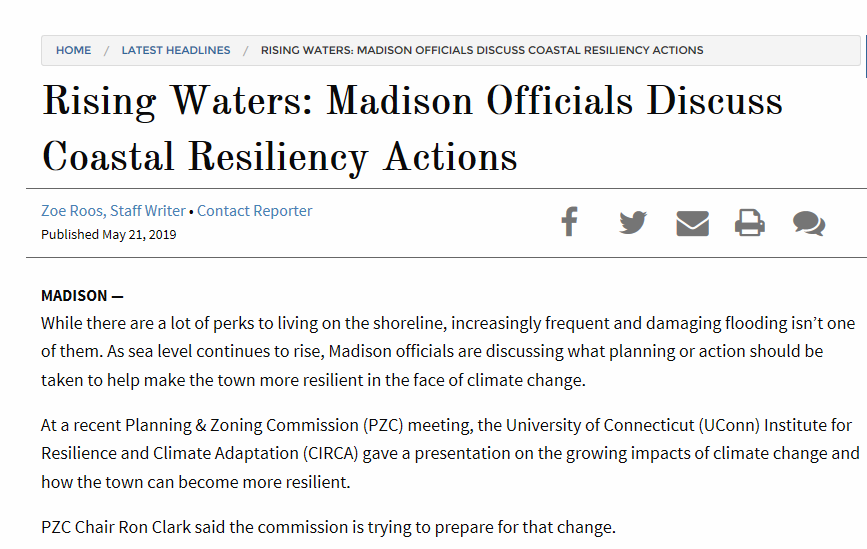 HOME / LATEST HEADLINES / RISING WATERS: MADISON OFFICIALS DISCUSS COASTAL RESILIENCY ACTIONS
Rising Waters: Madison Officials Discuss
Coastal Resiliency Actions
Zoe Roos, Staff Writer • Contact Reporter
Published May 21, 2019
MADISON —
While there are a lot of perks to living on the shoreline, increasingly frequent and damaging flooding isn’t one
of them. As sea level continues to rise, Madison officials are discussing what planning or action should be
taken to help make the town more resilient in the face of climate change.
At a recent Planning & Zoning Commission (PZC) meeting, the University of Connecticut (UConn) Institute for
Resilience and Climate Adaptation (CIRCA) gave a presentation on the growing impacts of climate change and
how the town can become more resilient.
PZC Chair Ron Clark said the commission is trying to prepare for that change.